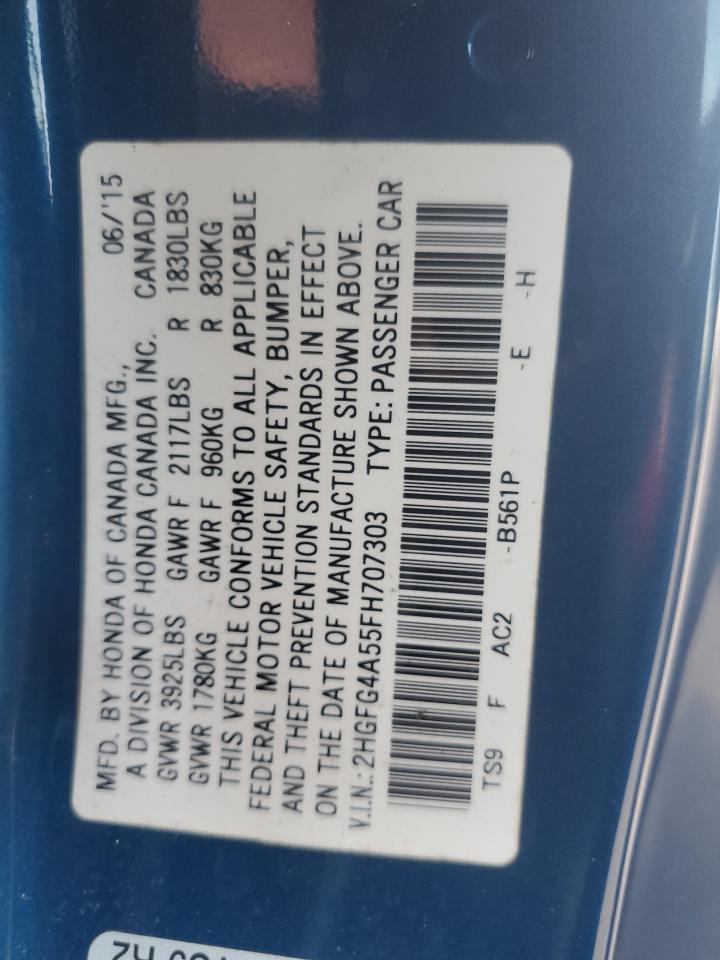 MFD. BY HONDA OF CANADA MFG., 06/'15
A DIVISION OF HONDA CANADA INC. CANADA
GVWR 3925LBS GAWR F 2117LBS R 1830LBS
GVWR 1780KG GAWR F 960KG R 830KG
THIS VEHICLE CONFORMS TO ALL APPLICABLE
FEDERAL MOTOR VEHICLE SAFETY, BUMPER,
AND THEFT PREVENTION STANDARDS IN EFFECT
ON THE DATE OF MANUFACTURE SHOWN ABOVE.
V.I.N.: 2HGFG4A55FH707303 TYPE: PASSENGER CAR
TS9 F AC2 -B561P -E -H